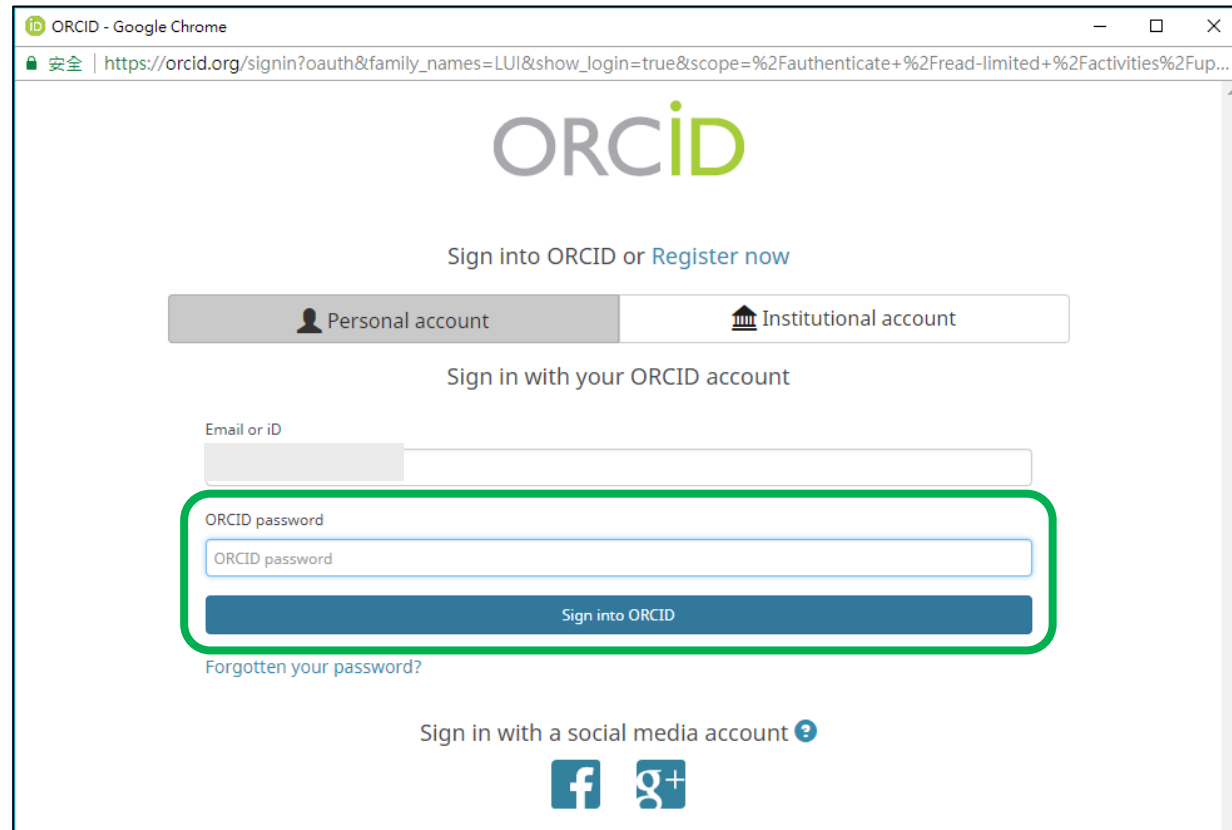 ORCID - Google Chrome
安全 | https://orcid.org/signin?oauth&family_names=LUI&show_login=true&scope=%2Fauthenticate+%2Fread-limited+%2Factivities%2Fup...
ORCiD
Sign into ORCID or Register now
Personal account
Institutional account
Sign in with your ORCID account
Email or iD
ORCID password
ORCID password
Sign into ORCID
Forgotten your password?
Sign in with a social media account ?
f g+